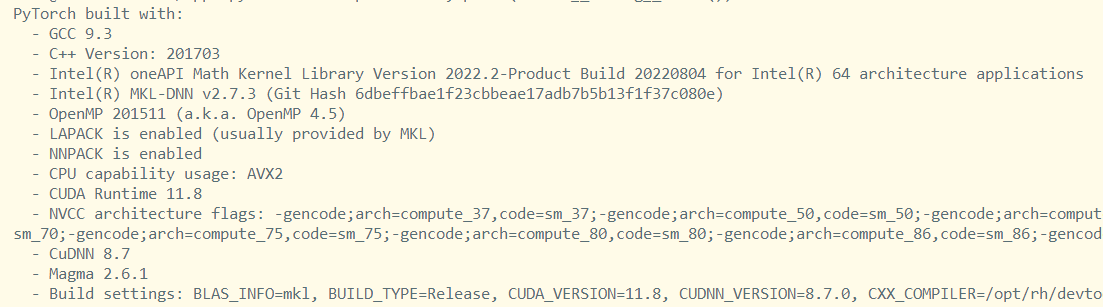 PyTorch built with:
- GCC 9.3
- C++ Version: 201703
- Intel(R) oneAPI Math Kernel Library Version 2022.2-Product Build 20220804 for Intel(R) 64 architecture applications
- Intel(R) MKL-DNN v2.7.3 (Git Hash 6dbeffbae1f23cbbeae17adb7b5b13f1f37c080e)
- OpenMP 201511 (a.k.a. OpenMP 4.5)
- LAPACK is enabled (usually provided by MKL)
- NNPACK is enabled
- CPU capability usage: AVX2
- CUDA Runtime 11.8
- NVCC architecture flags: -gencode;arch=compute_37,code=sm_37;-gencode;arch=compute_50,code=sm_50;-gencode;arch=comput
sm_70;-gencode;arch=compute_75,code=sm_75;-gencode;arch=compute_80,code=sm_80;-gencode;arch=compute_86,code=sm_86;-gencod
- CuDNN 8.7
- Magma 2.6.1
- Build settings: BLAS_INFO=mkl, BUILD_TYPE=Release, CUDA_VERSION=11.8, CUDNN_VERSION=8.7.0, CXX_COMPILER=/opt/rh/devto